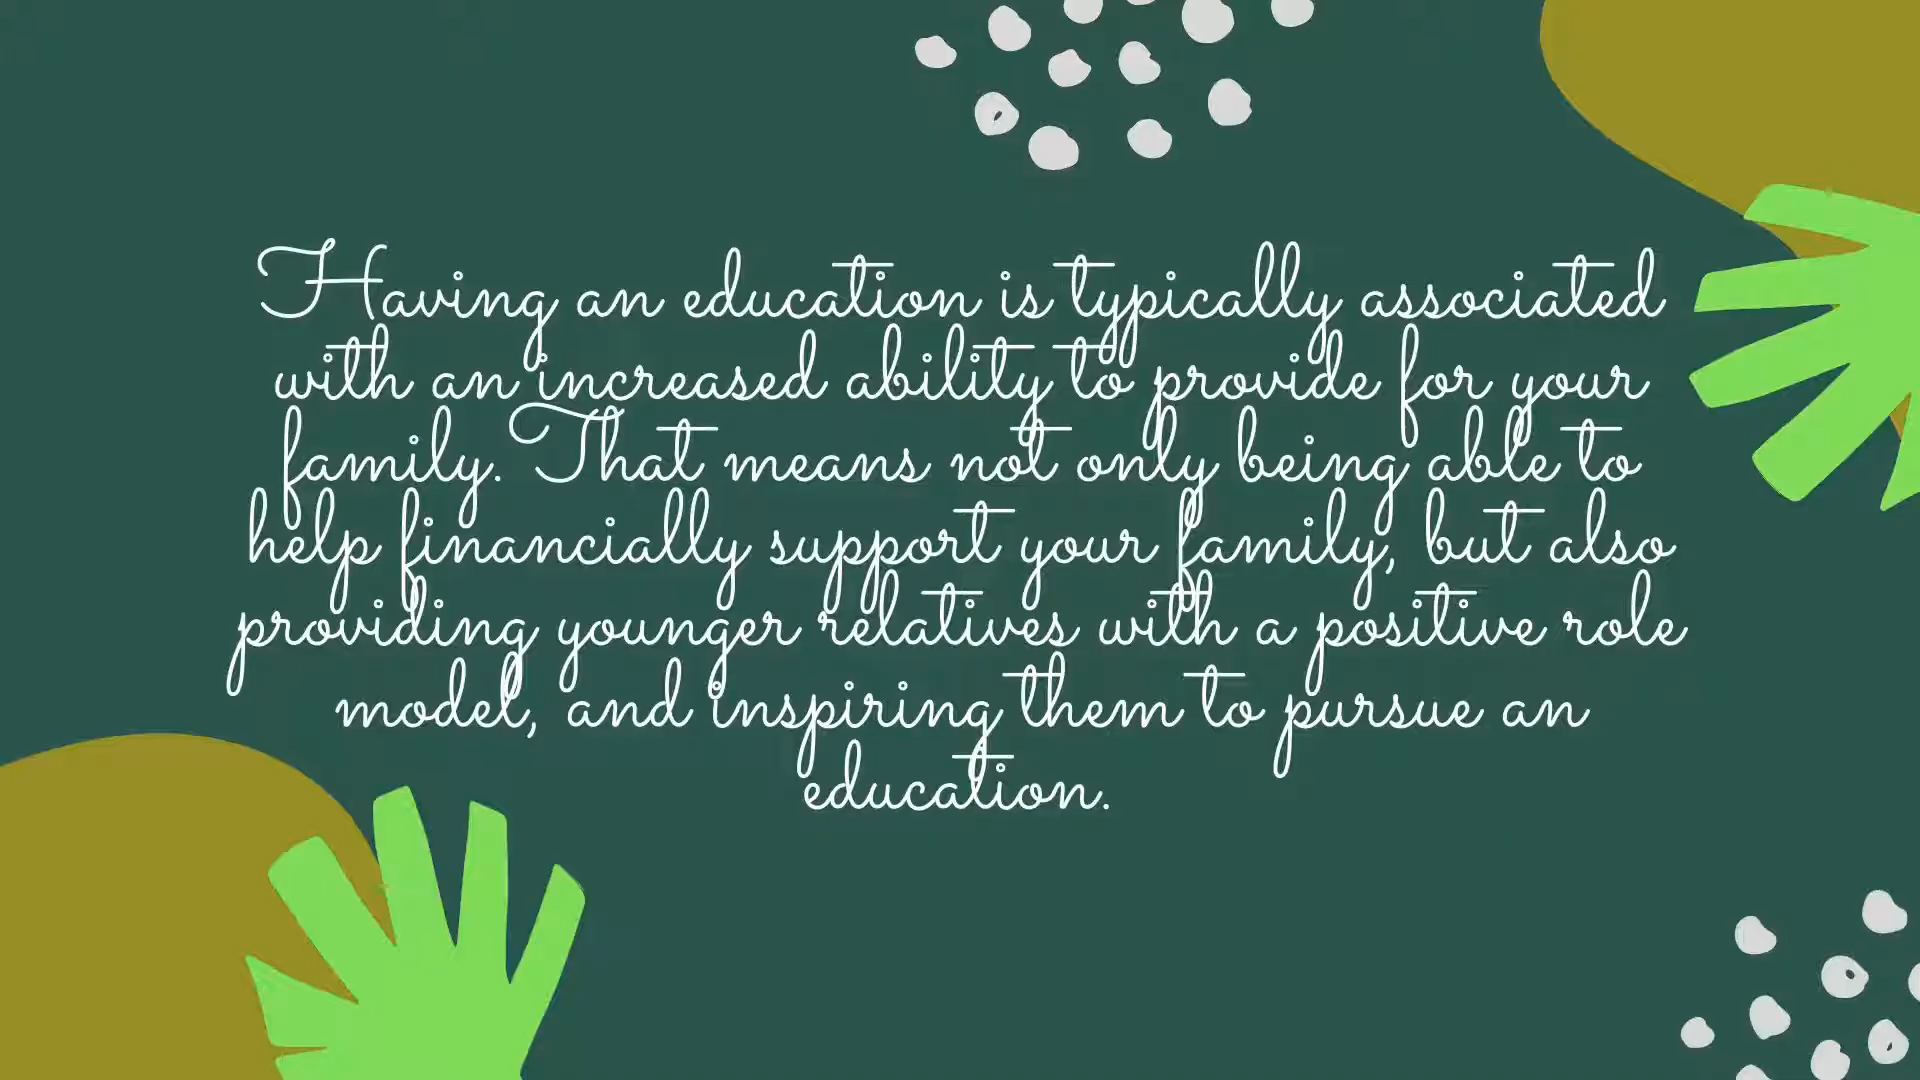 Having an education is typically associated
with an increased ability to provide for your
family. That means not only being able to
help financially support your family, but also
providing younger relatives with a positive role
model, and inspiring them to pursue an
education.